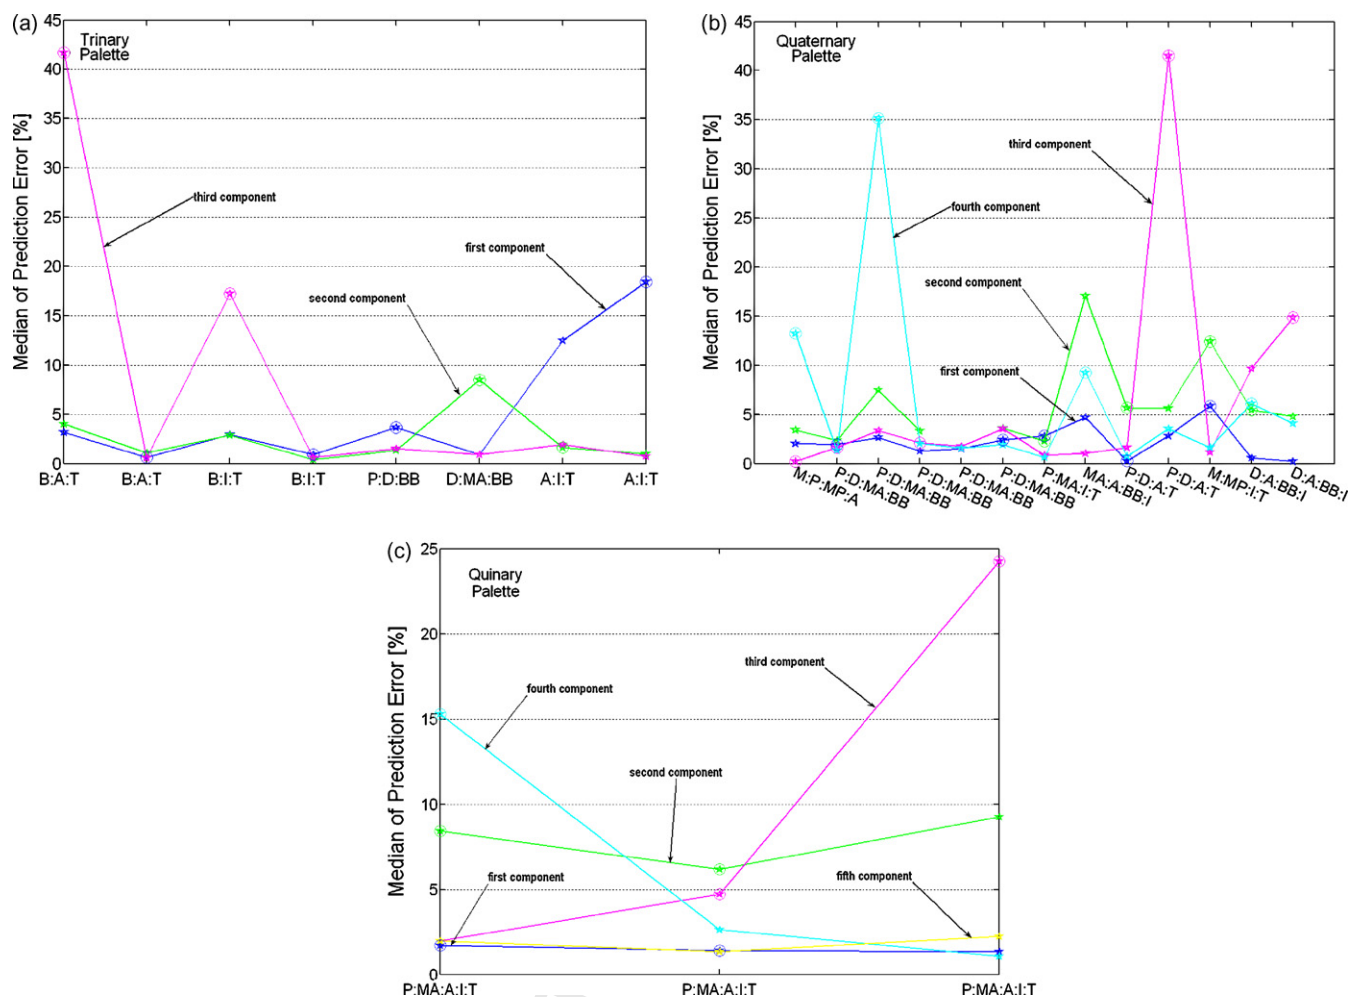 (a)
Trinary
Palette
Median of Prediction Error [%]
45
40
35
30
25
20
15
10
5
0
third component
first component
second component
B:A:T
B:A:T
B:I:T
B:I:T
P:D:BB
D:MA:BB
A:I:T
A:I:T
(b)
Quaternary
Palette
Median of Prediction Error [%]
45
40
35
30
25
20
15
10
5
0
third component
fourth component
second component
first component
M:P:MP:A
P:D:MA:BB
P:D:MA:BB
P:D:MA:BB
P:D:MA:BB
P:D:MA:BB
P:MA:I:T
MA:A:BB:I
P:D:A:T
P:D:A:T
M:MP:I:T
D:A:BB:I
D:A:BB:I
(c)
Quinary
Palette
Median of Prediction Error [%]
25
20
15
10
5
0
third component
fourth component
second component
first component
fifth component
P:MA:A:I:T
P:MA:A:I:T
P:MA:A:I:T